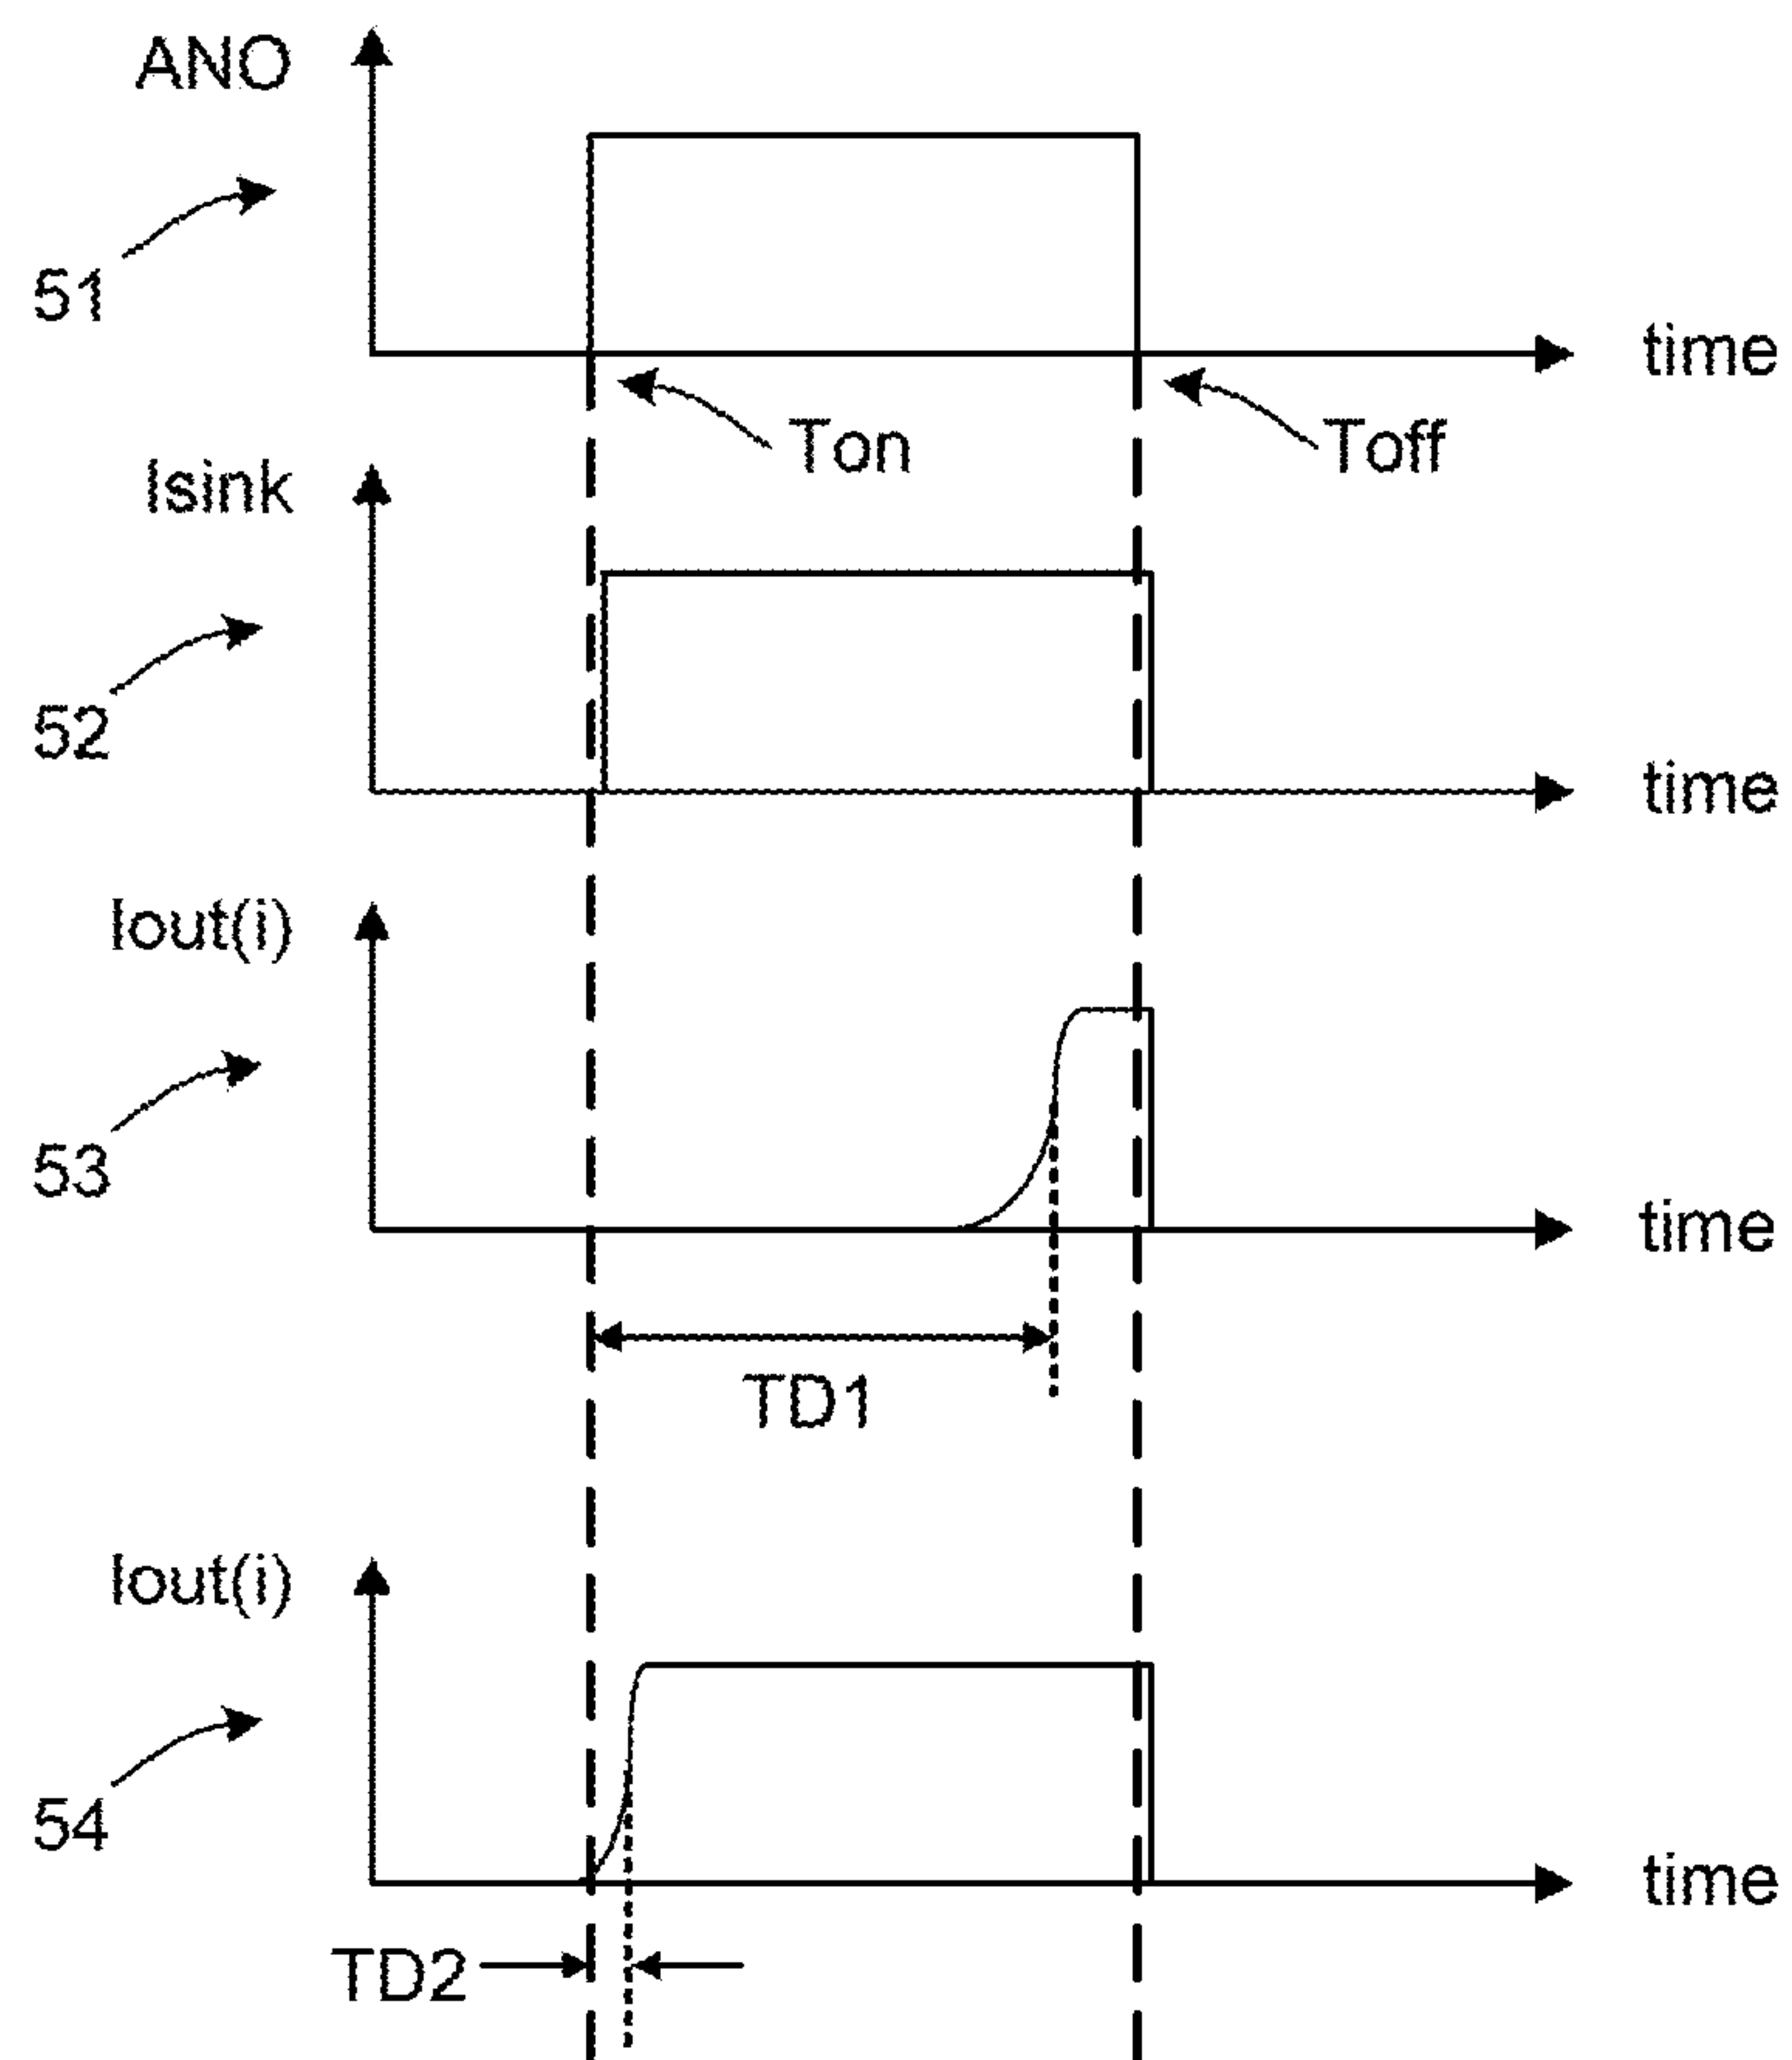 ANO
51
time
Ton
Toff
Isink
52
time
Iout(i)
53
time
TD1
Iout(i)
54
time
TD2